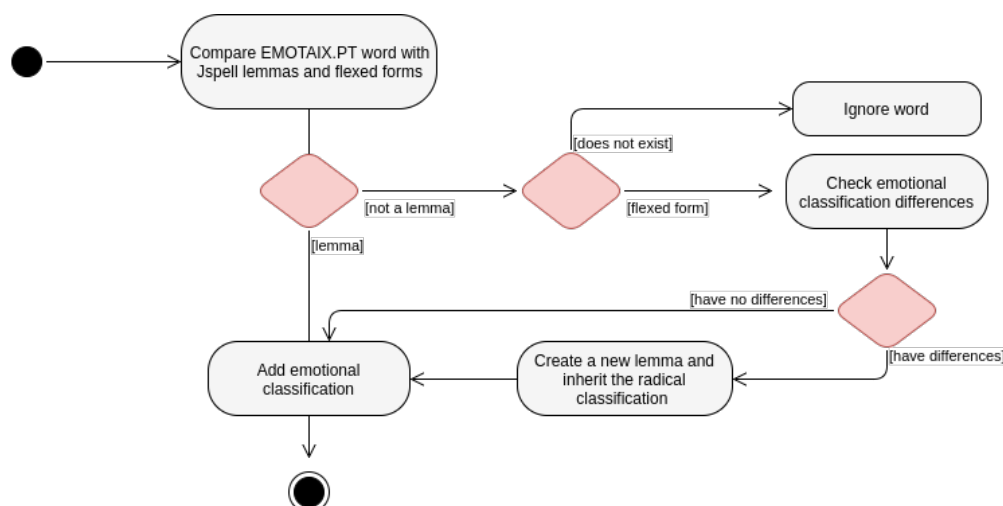 Compare EMOTAIX.PT word with
Jspell lemmas and flexed forms
Ignore word
[does not exist]
Check emotional
classification differences
[not a lemma]
[flexed form]
[lemma]
[have no differences]
[have differences]
Add emotional
classification
Create a new lemma and
inherit the radical
classification